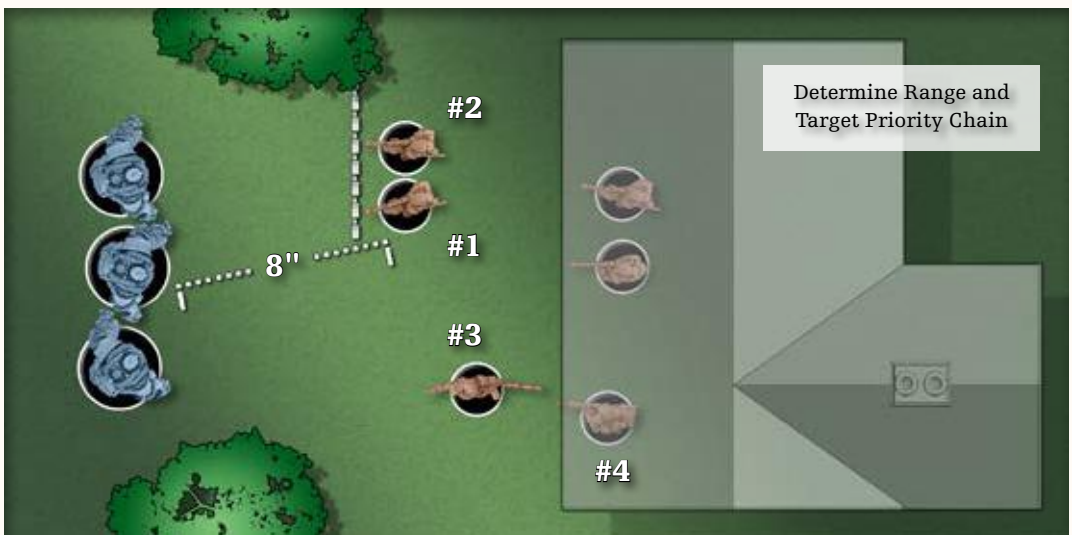 Determine Range and
Target Priority Chain
#2
#1
8"
#3
#4